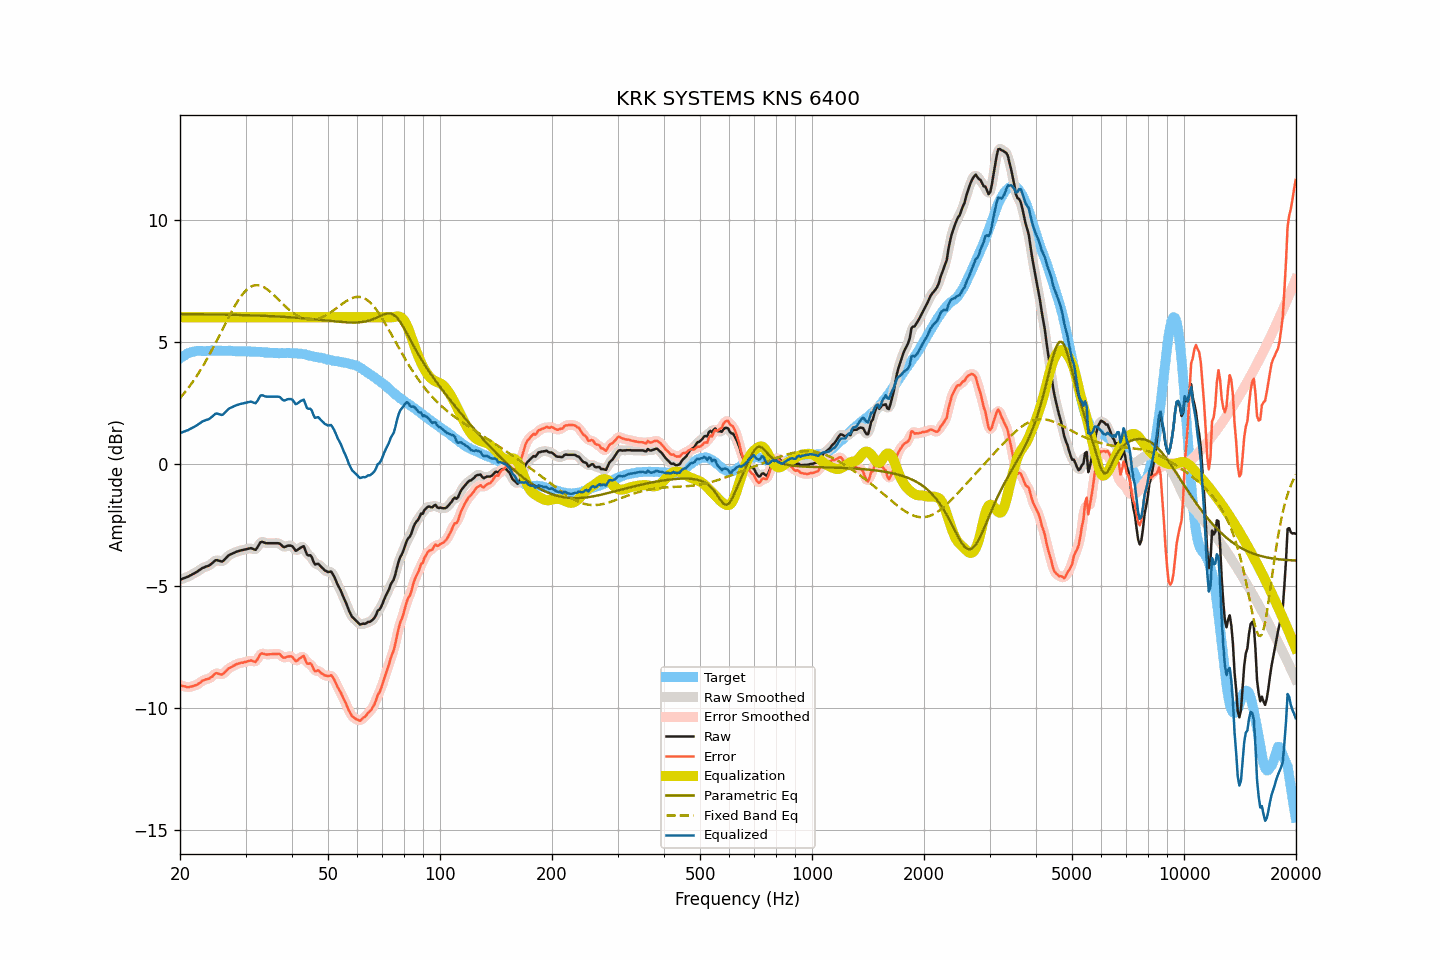 KRK SYSTEMS KNS 6400
Amplitude (dBr)
10
5
0
−5
−10
−15
Target
Raw Smoothed
Error Smoothed
Raw
Error
Equalization
Parametric Eq
Fixed Band Eq
Equalized
20 50 100 200 500 1000 2000 5000 10000 20000
Frequency (Hz)